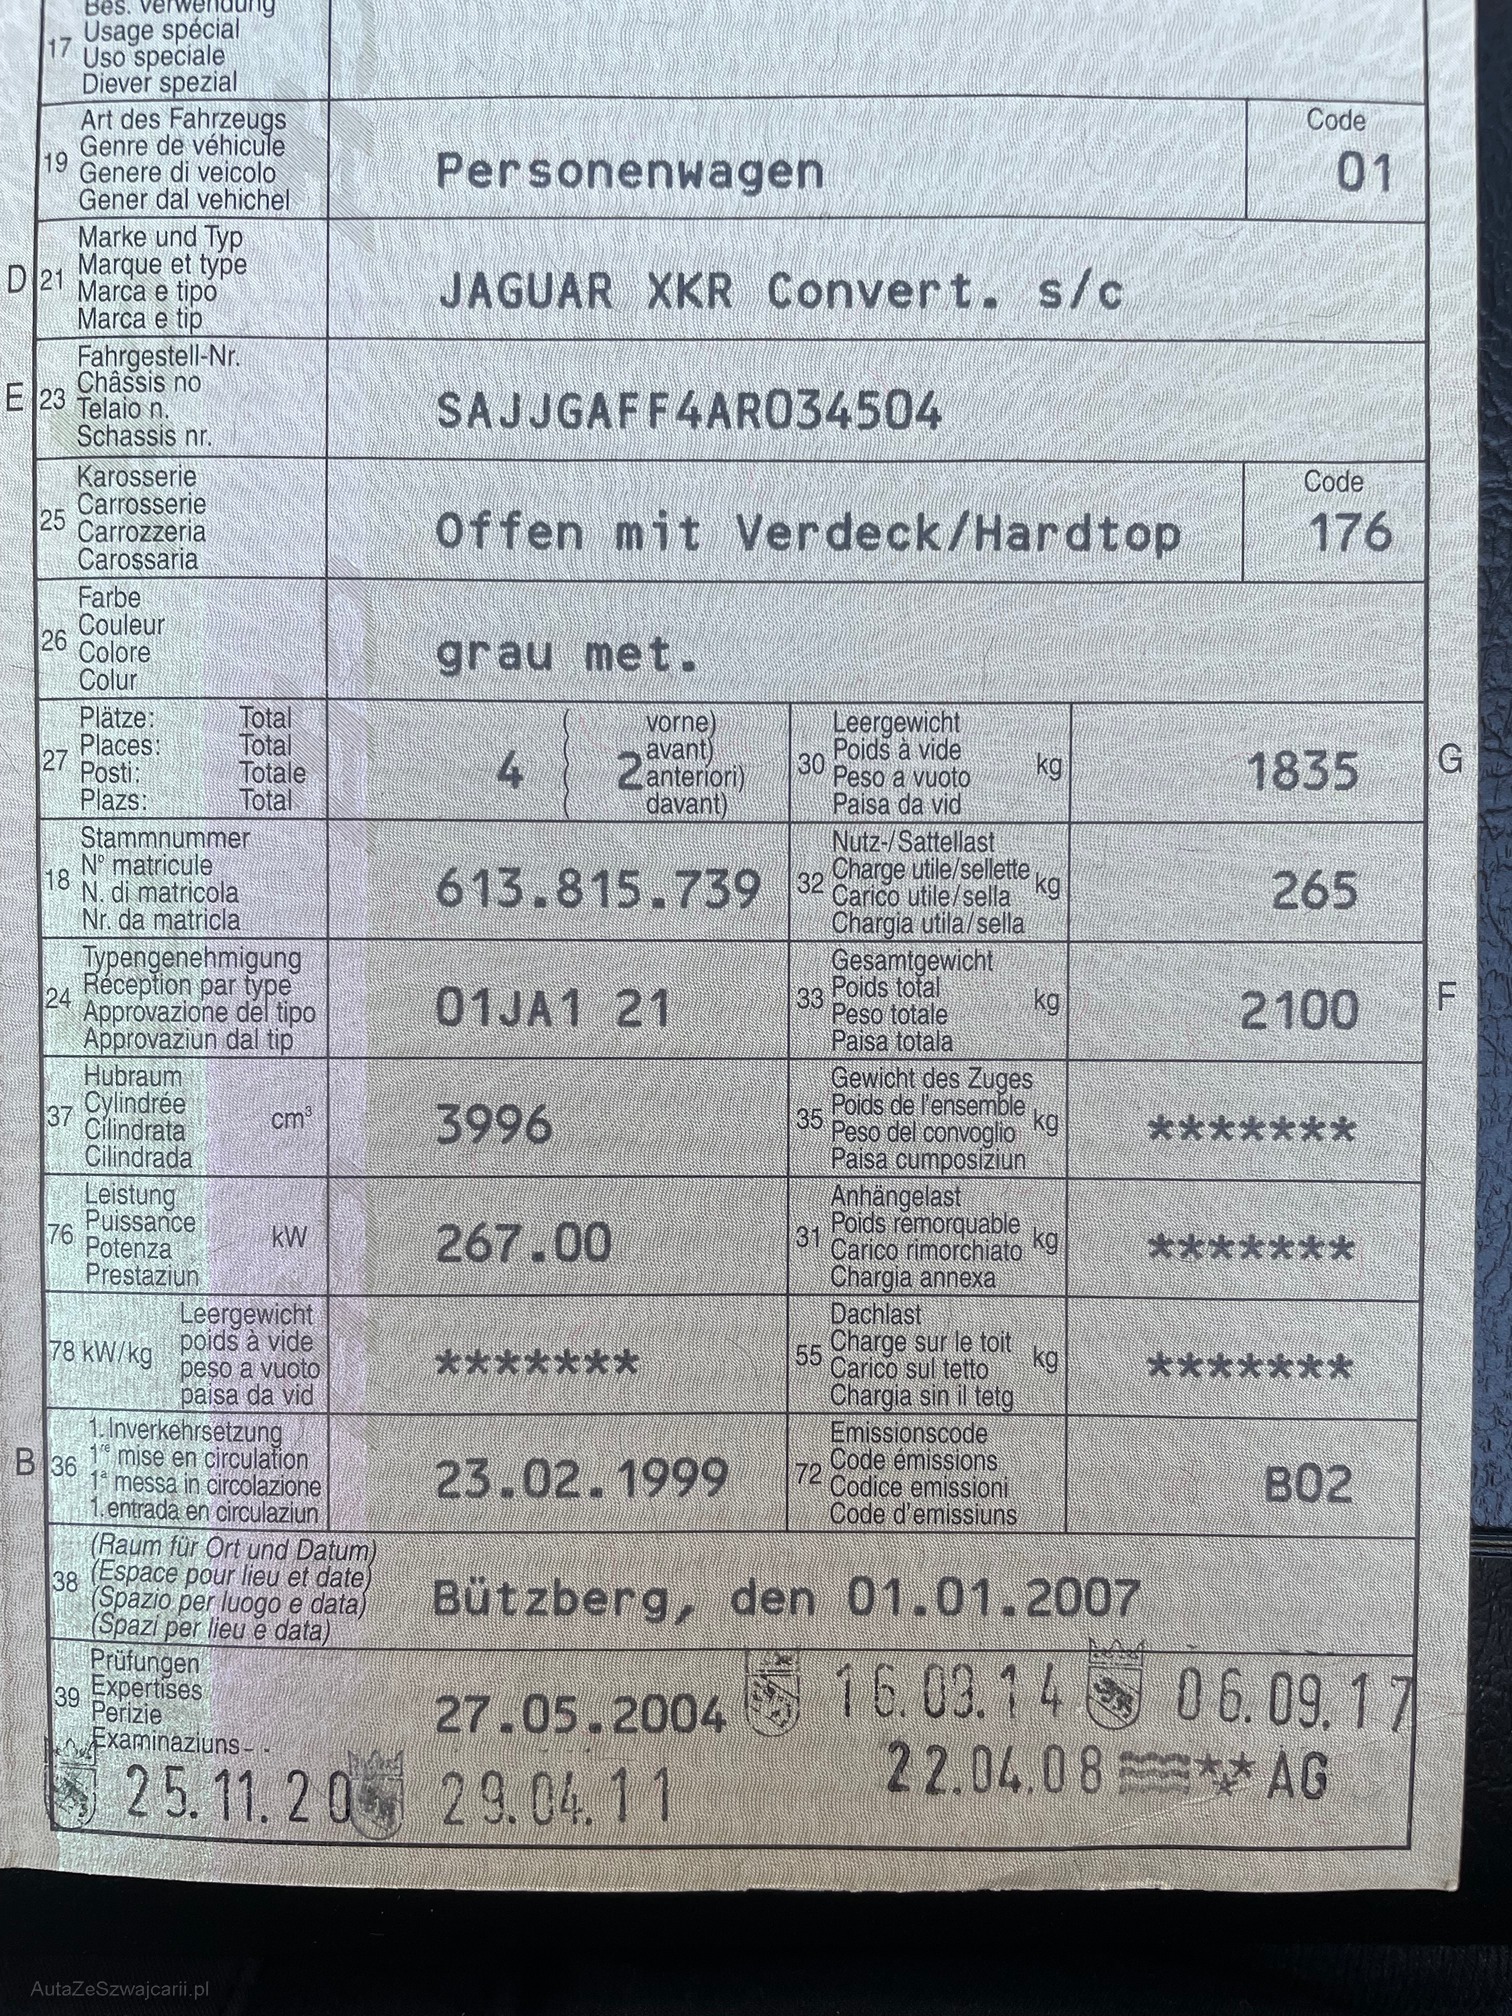 Bes. Verwendung
17 Usage spécial
Uso speciale
Diever spezial
Art des Fahrzeugs
19 Genre de véhicule
Genere di veicolo
Gener dal vehichel
Personenwagen
Code
01
Marke und Typ
D 21 Marque et type
Marca e tipo
Marca e tip
JAGUAR XKR Convert. s/c
Fahrgestell-Nr.
E 23 Châssis no
Telaio n.
Schassis nr.
SAJJGAFF4AR034504
Karosserie
25 Carrosserie
Carrozzeria
Carossaria
Offen mit Verdeck/Hardtop
Code
176
Farbe
26 Couleur
Colore
Colur
grau met.
27 Plätze: Total
Places: Total
Posti: Totale
Plazs: Total
4 ( 2
vorne)
avant)
anteriori)
davant)
30 Leergewicht
Poids à vide
Peso a vuoto
Paisa da vid
kg
1835 G
Stammnummer
18 N° matricule
N. di matricola
Nr. da matricla
613.815.739
Nutz-/Sattellast
32 Charge utile/sellette kg
Carico utile/sella
Chargia utila/sella
265
Typengenehmigung
24 Réception par type
Approvazione del tipo
Approvaziun dal tip
01JA1 21
Gesamtgewicht
33 Poids total kg
Peso totale
Paisa totala
2100 F
Hubraum
37 Cylindrée cm³
Cilindrata
Cilindrada
3996
Gewicht des Zuges
35 Poids de l'ensemble kg
Peso del convoglio
Paisa cumposiziun
*******
Leistung
76 Puissance kW
Potenza
Prestaziun
267.00
Anhängelast
31 Poids remorquable kg
Carico rimorchiato
Chargia annexa
*******
Leergewicht
78 kW/kg poids à vide
peso a vuoto
paisa da vid
*******
Dachlast
55 Charge sur le toit kg
Carico sul tetto
Chargia sin il tetg
*******
1. Inverkehrsetzung
B 36 1re mise en circulation
1a messa in circolazione
1. entrada en circulaziun
23.02.1999
Emissionscode
72 Code émissions
Codice emissioni
Code d'emissiuns
B02
(Raum für Ort und Datum)
38 (Espace pour lieu et date)
(Spazio per luogo e data)
(Spazi per lieu e data)
Bützberg, den 01.01.2007
Prüfungen
39 Expertises
Perizie
Examinaziuns
27.05.2004 16.09.14 06.09.17
25.11.20 29.04.11 22.04.08 AG
AutaZeSzwajcarii.pl